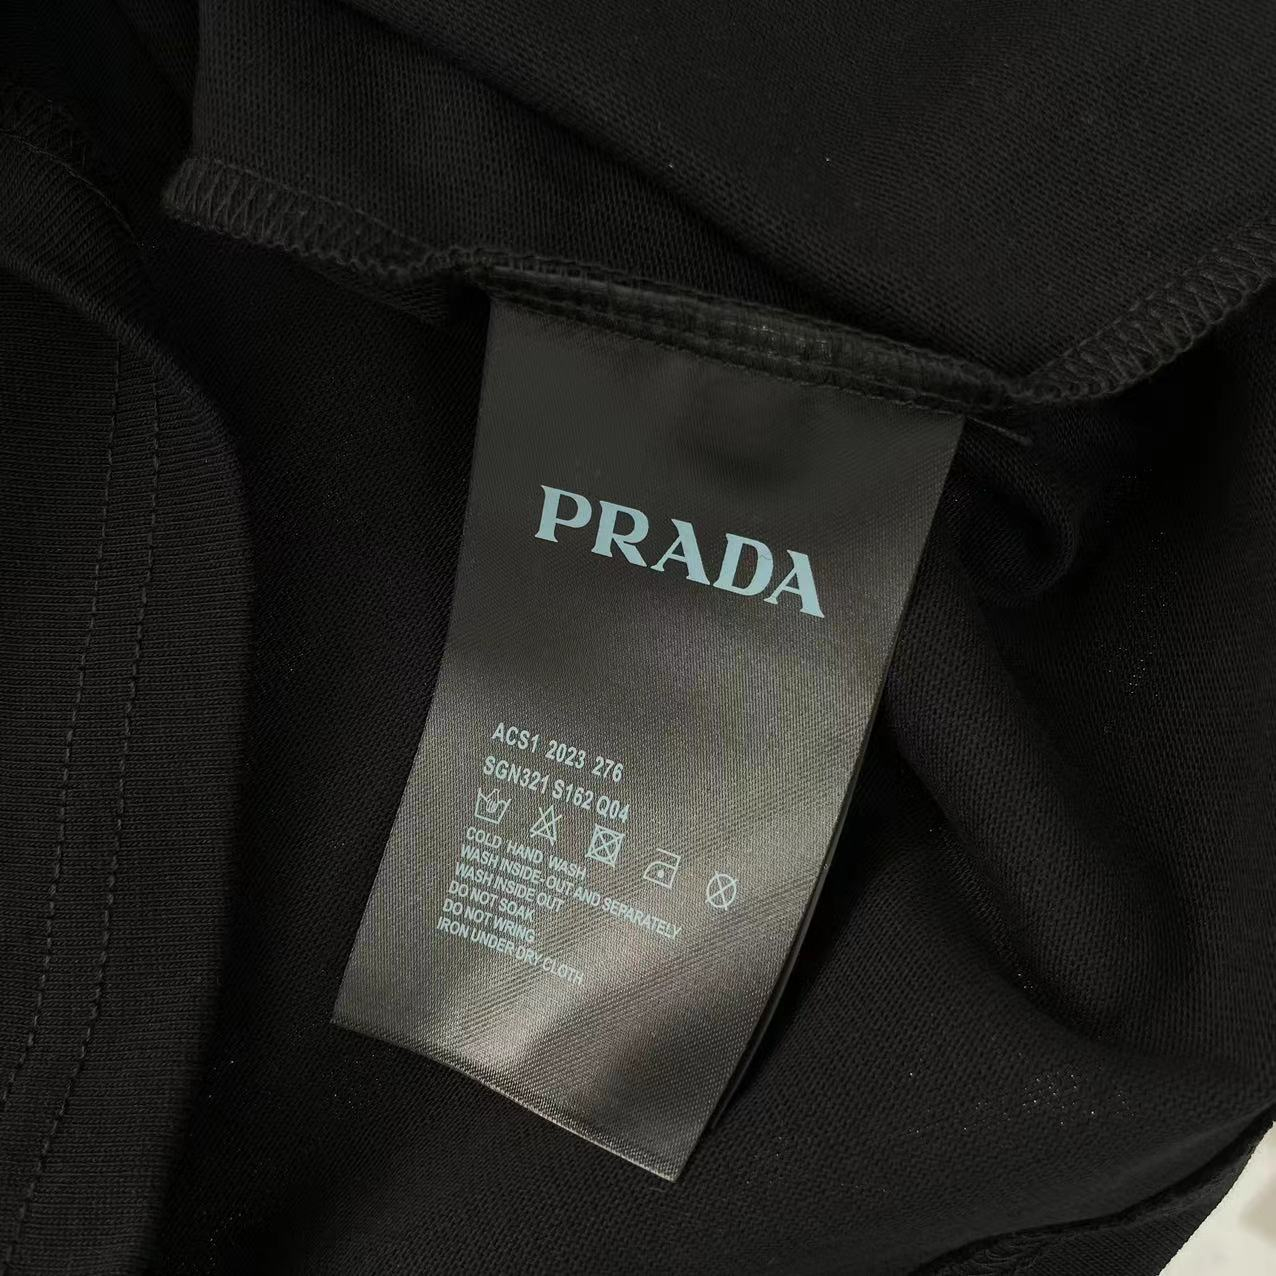 PRADA
ACS1 2023 276
SGN321 S162 Q04
COLD HAND WASH
WASH INSIDE-OUT AND SEPARATELY
WASH INSIDE OUT
DO NOT SOAK
DO NOT WRING
IRON UNDER DRY CLOTH